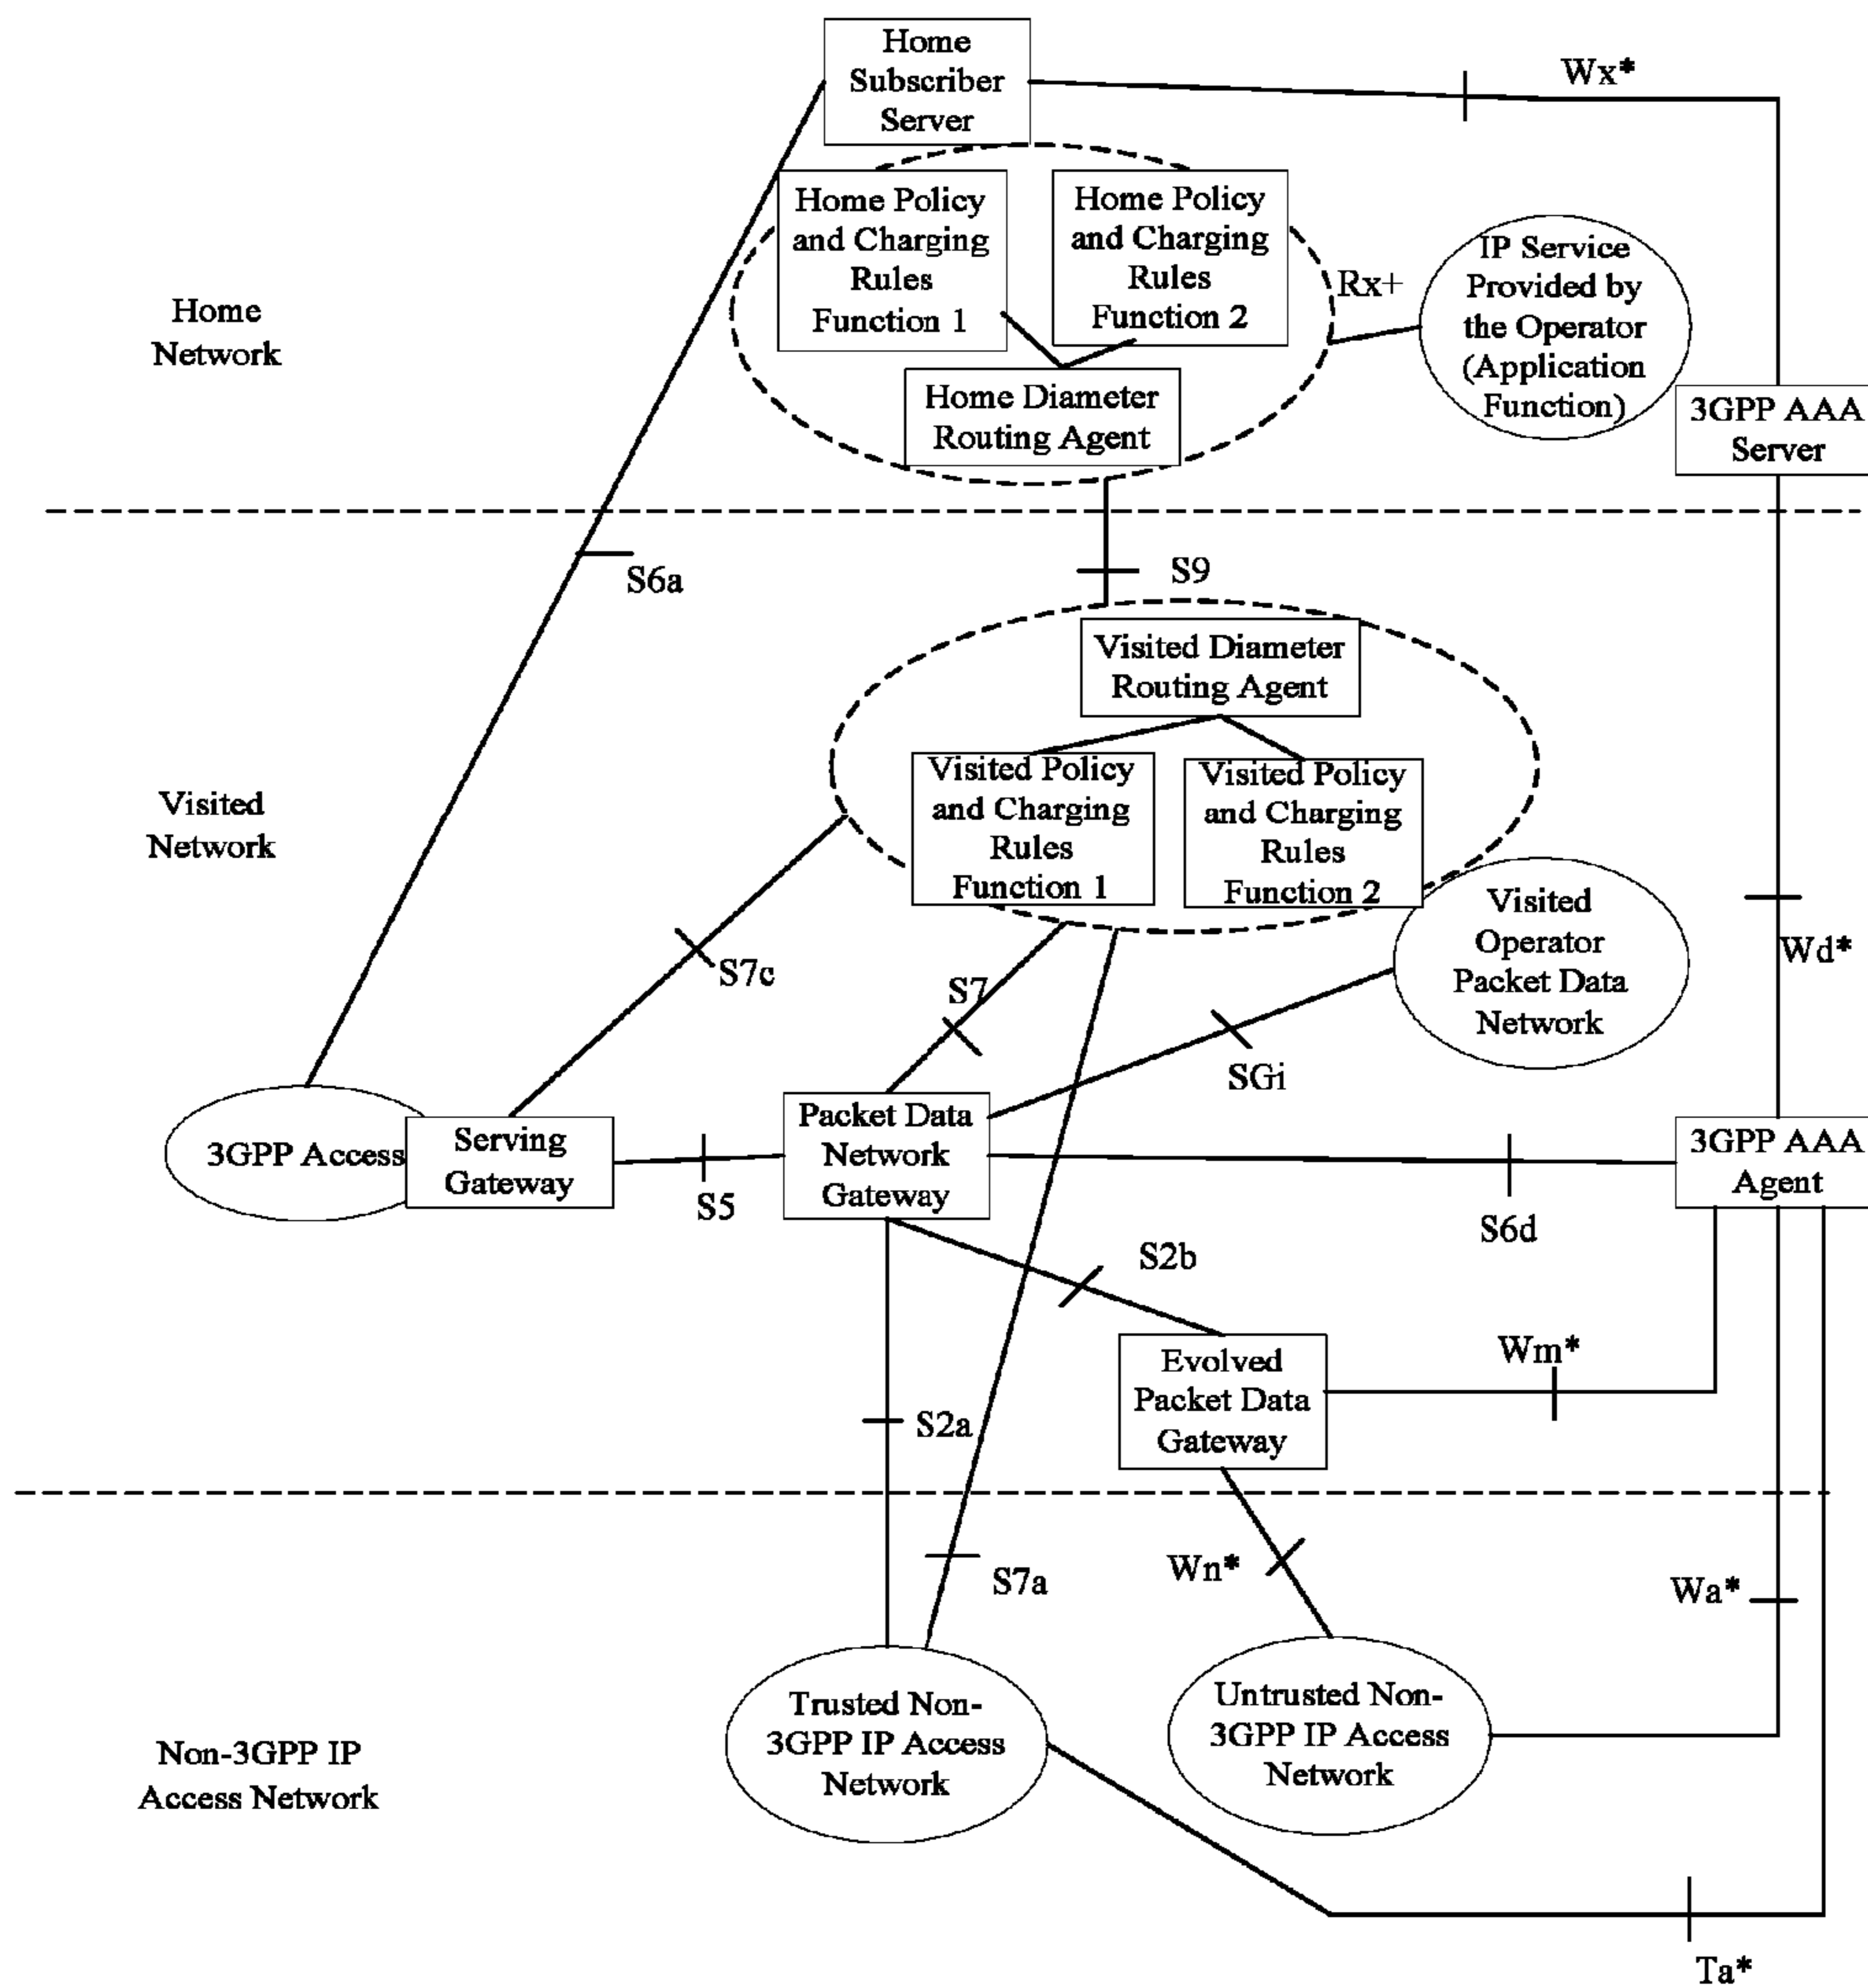 Home
Subscriber
Server
Wx*
Home Policy
and Charging
Rules
Function 1
Home Policy
and Charging
Rules
Function 2
Rx+
IP Service
Provided by
the Operator
(Application
Function)
Home
Network
Home Diameter
Routing Agent
3GPP AAA
Server
S6a
S9
Visited Diameter
Routing Agent
Visited
Network
Visited Policy
and Charging
Rules
Function 1
Visited Policy
and Charging
Rules
Function 2
Visited
Operator
Packet Data
Network
Wd*
S7c
S7
SGi
3GPP Access
Serving
Gateway
S5
Packet Data
Network
Gateway
S6d
3GPP AAA
Agent
S2b
Evolved
Packet Data
Gateway
Wm*
S2a
S7a
Wn*
Wa*
Non-3GPP IP
Access Network
Trusted Non-
3GPP IP Access
Network
Untrusted Non-
3GPP IP Access
Network
Ta*